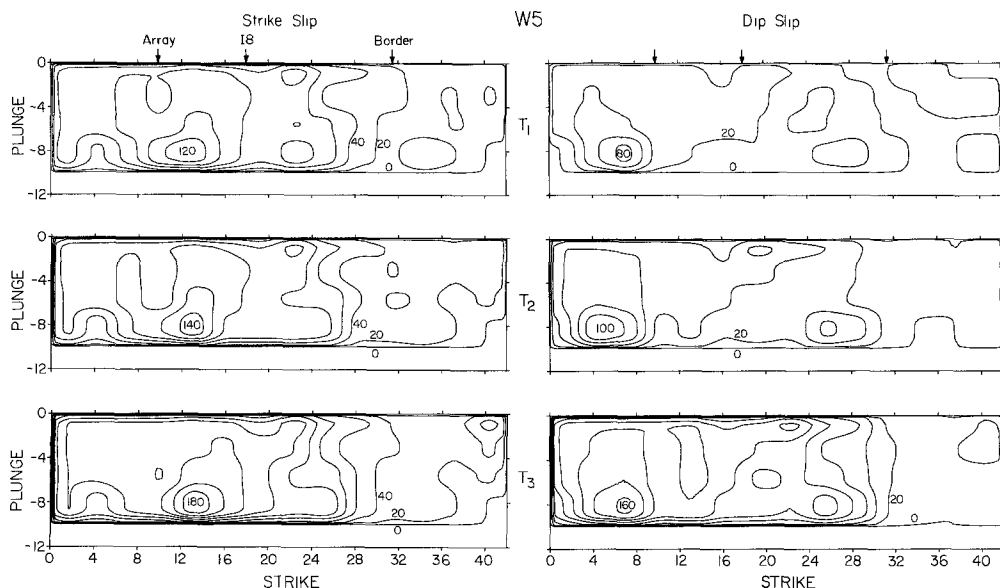 Strike Slip W5 Dip Slip
Array I8 Border
PLUNGE 0 -4 -8 -12
120 40 20 0
T1
80 20 0
PLUNGE 0 -4 -8 -12
140 40 20 0
T2
100 20 0
PLUNGE 0 -4 -8 -12
180 40 20 0
T3
160 20 0
0 4 8 12 16 20 24 28 32 36 40
0 4 8 12 16 20 24 28 32 36 40
STRIKE STRIKE